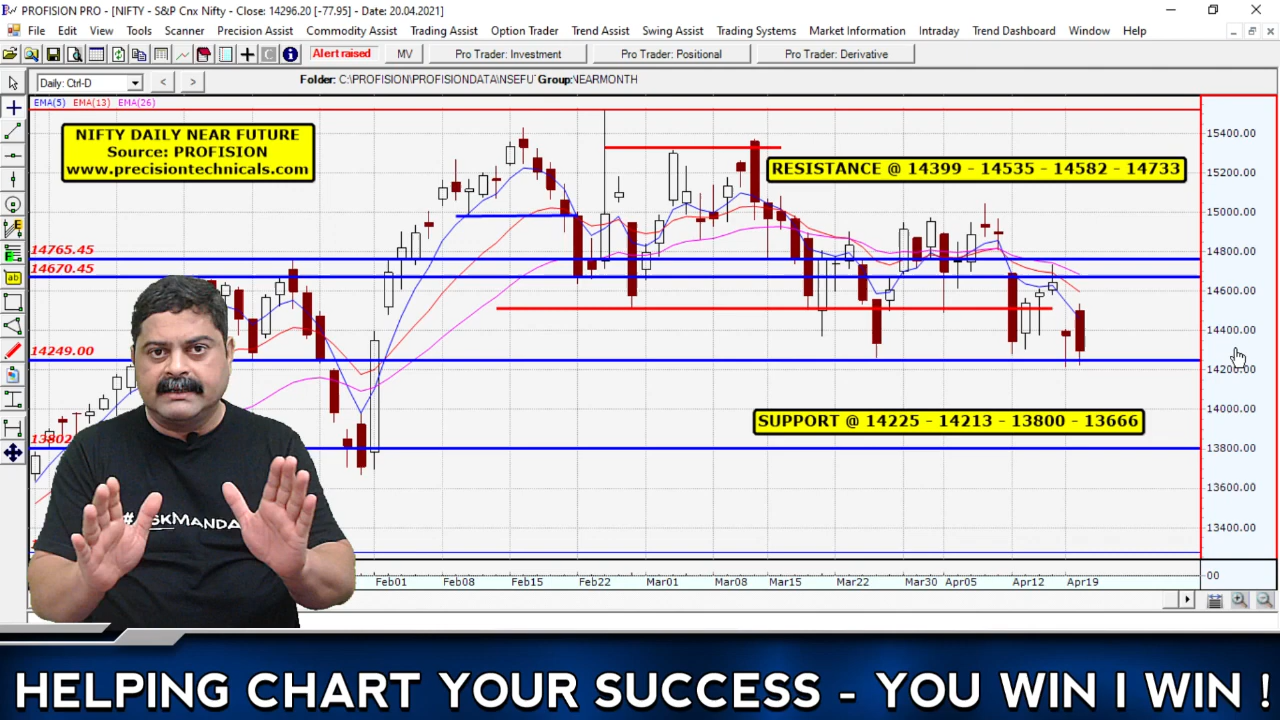 PROFISION PRO - [NIFTY - S&P Cnx Nifty - Close: 14296.20 [-77.95] - Date: 20.04.2021]
File Edit View Tools Scanner Precision Assist Commodity Assist Trading Assist Option Trader Trend Assist Swing Assist Trading Systems Market Information Intraday Trend Dashboard Window Help
Alert raised MV Pro Trader: Investment Pro Trader: Positional Pro Trader: Derivative
Daily: Ctrl-D < > Folder: C:\PROFISION\PROFISIONDATA\NSEFU Group:NEARMONTH
EMA(5) EMA(13) EMA(26)
NIFTY DAILY NEAR FUTURE
Source: PROFISION
www.precisiontechnicals.com
RESISTANCE @ 14399 - 14535 - 14582 - 14733
15400.00
15200.00
15000.00
14800.00
14600.00
14400.00
14200.00
14000.00
13800.00
13600.00
13400.00
14765.45
14670.45
14249.00
13802
SUPPORT @ 14225 - 14213 - 13800 - 13666
#ASKMANDA
Feb01 Feb08 Feb15 Feb22 Mar01 Mar08 Mar15 Mar22 Mar30 Apr05 Apr12 Apr19
00
HELPING CHART YOUR SUCCESS - YOU WIN I WIN !